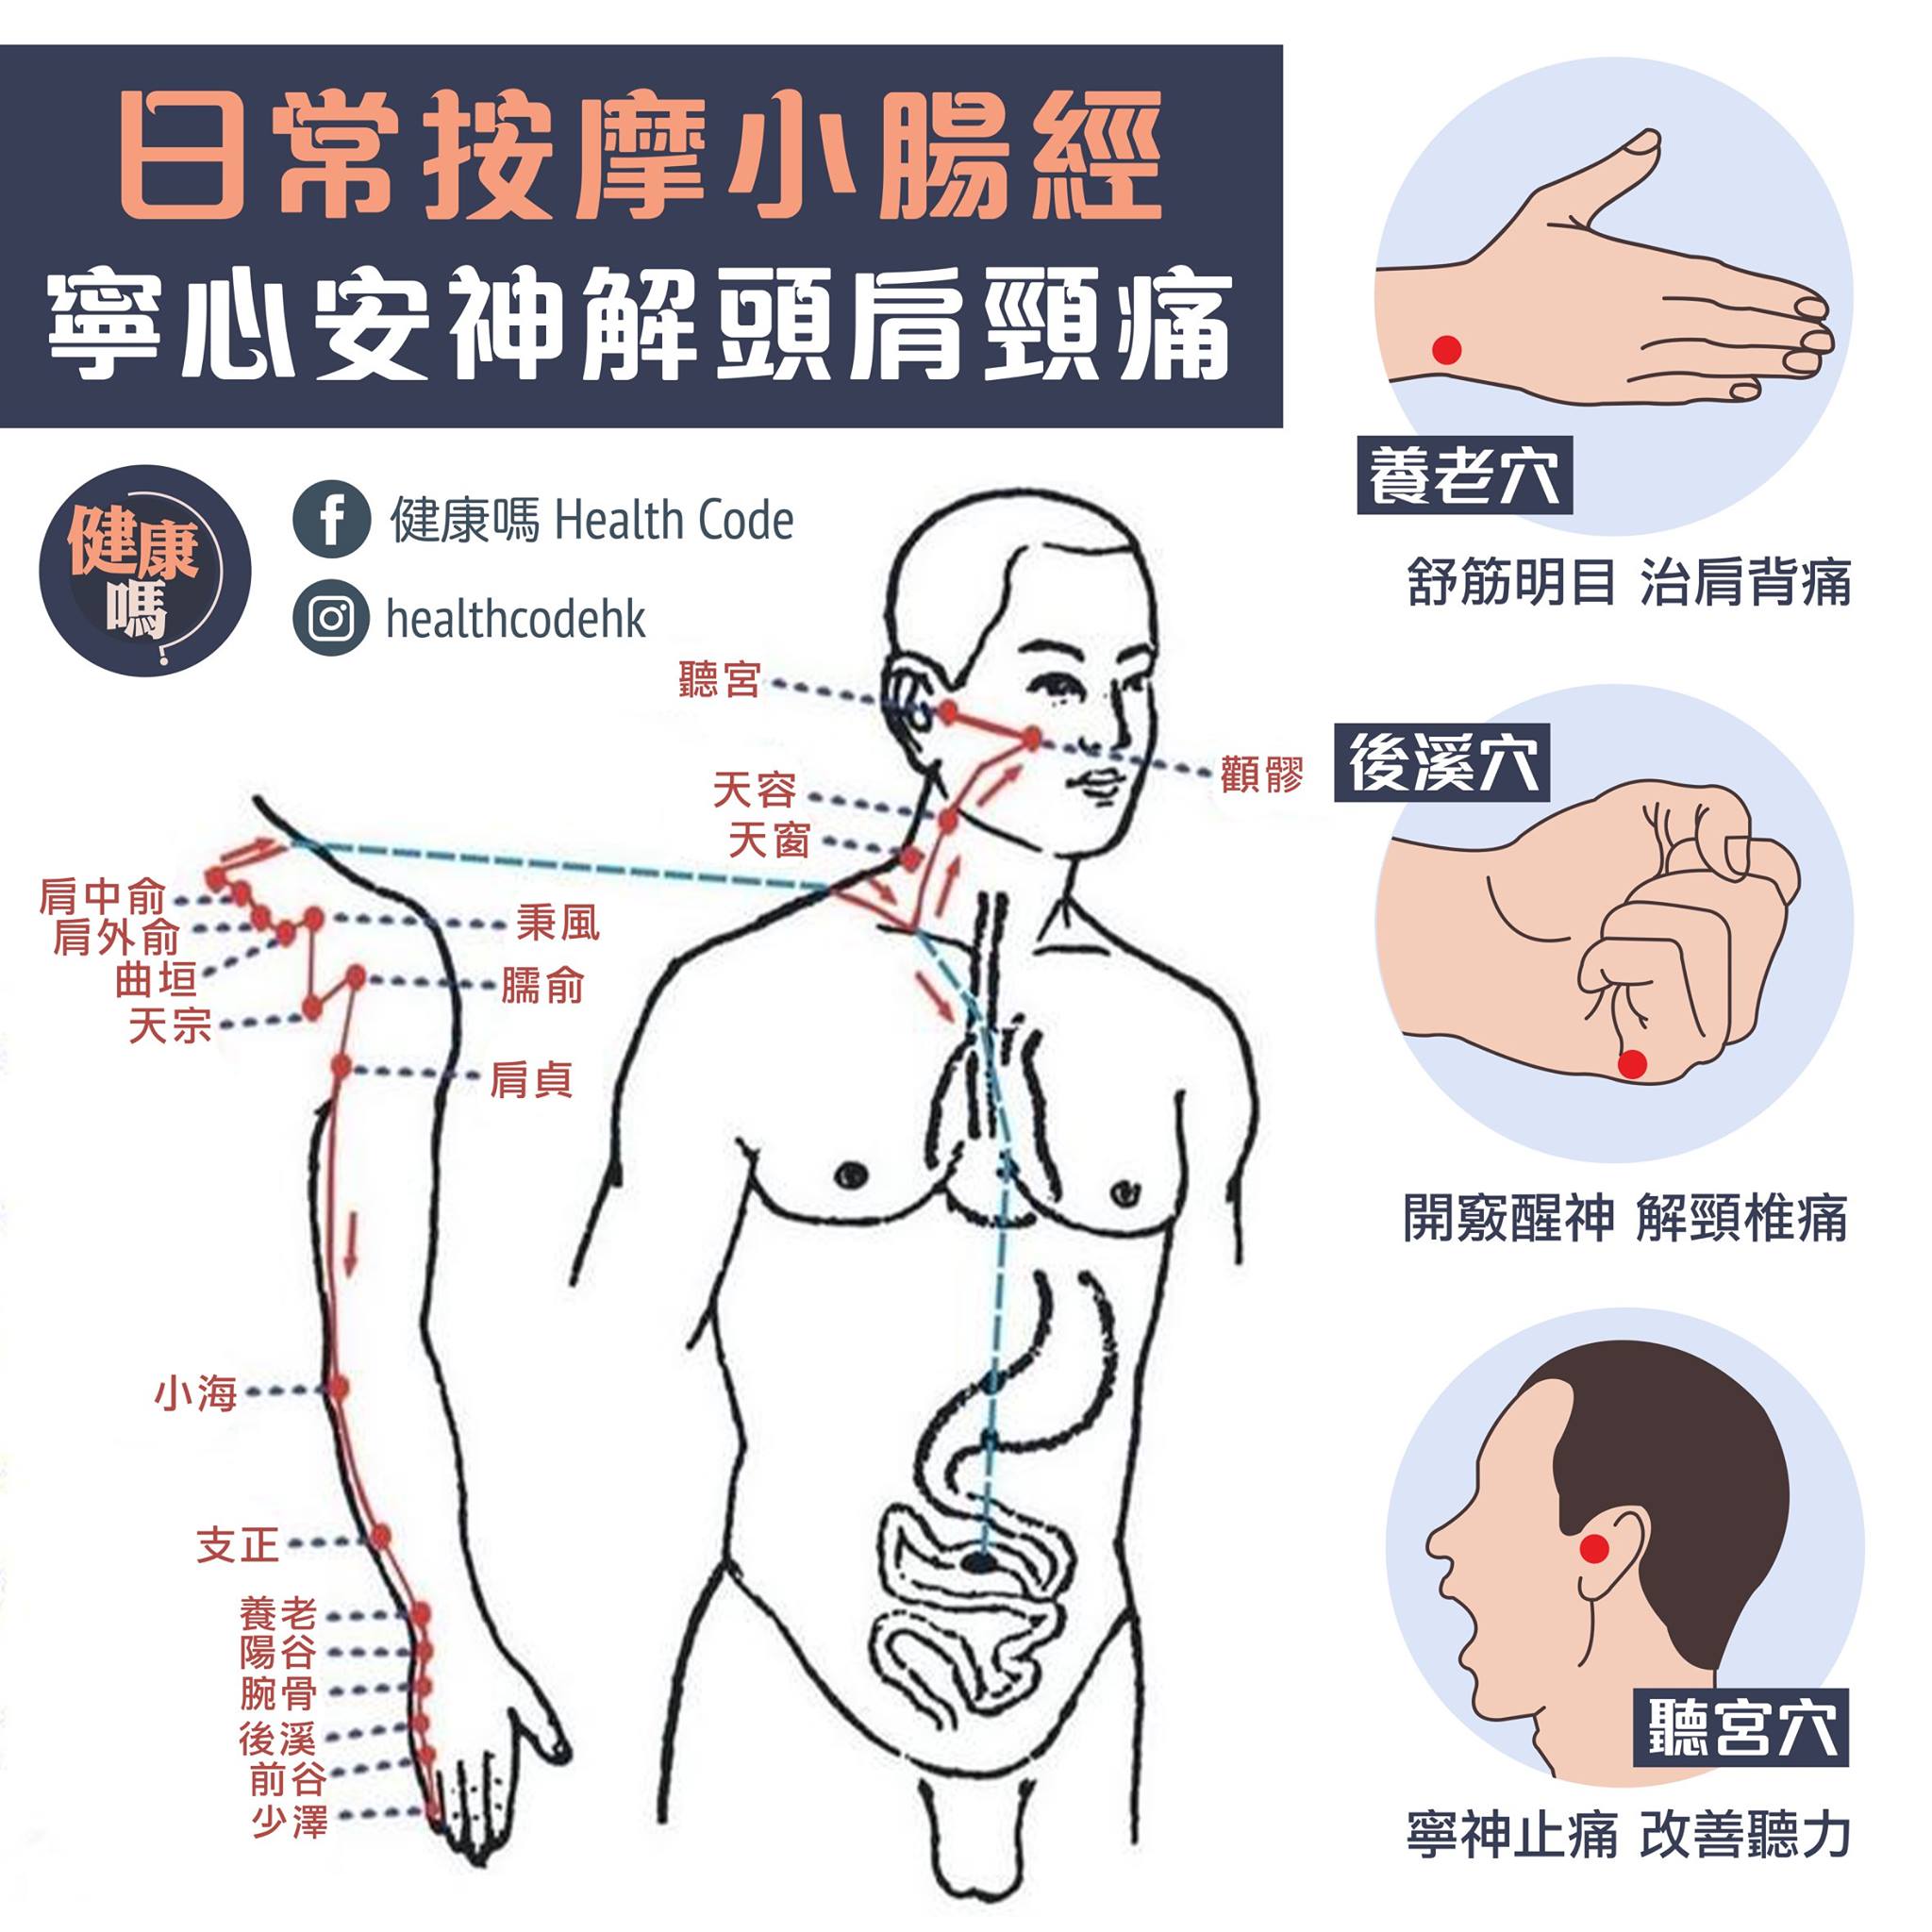 日常按摩小腸經
寧心安神解頭肩頸痛
健康
嗎
健康嗎 Health Code
healthcodehk
聽宮
天容
天窗
顴髎
肩中俞
肩外俞
曲垣
天宗
秉風
臑俞
肩貞
小海
支正
養老
陽谷
腕骨
後溪
前谷
少澤
養老穴
舒筋明目 治肩背痛
後溪穴
開竅醒神 解頸椎痛
聽宮穴
寧神止痛 改善聽力